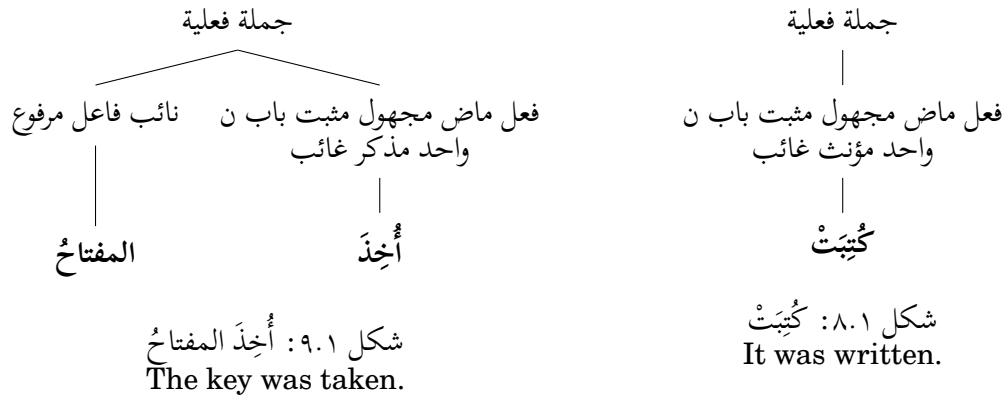 جملة فعلية
فعل ماض مجهول مثبت باب ن
واحد مؤنث غائب
كُتِبَتْ
شكل ٨.١: كُتِبَتْ
It was written.
جملة فعلية
فعل ماض مجهول مثبت باب ن
واحد مذكر غائب
نائب فاعل مرفوع
أُخِذَ
المفتاحُ
شكل ٩.١: أُخِذَ المفتاحُ
The key was taken.